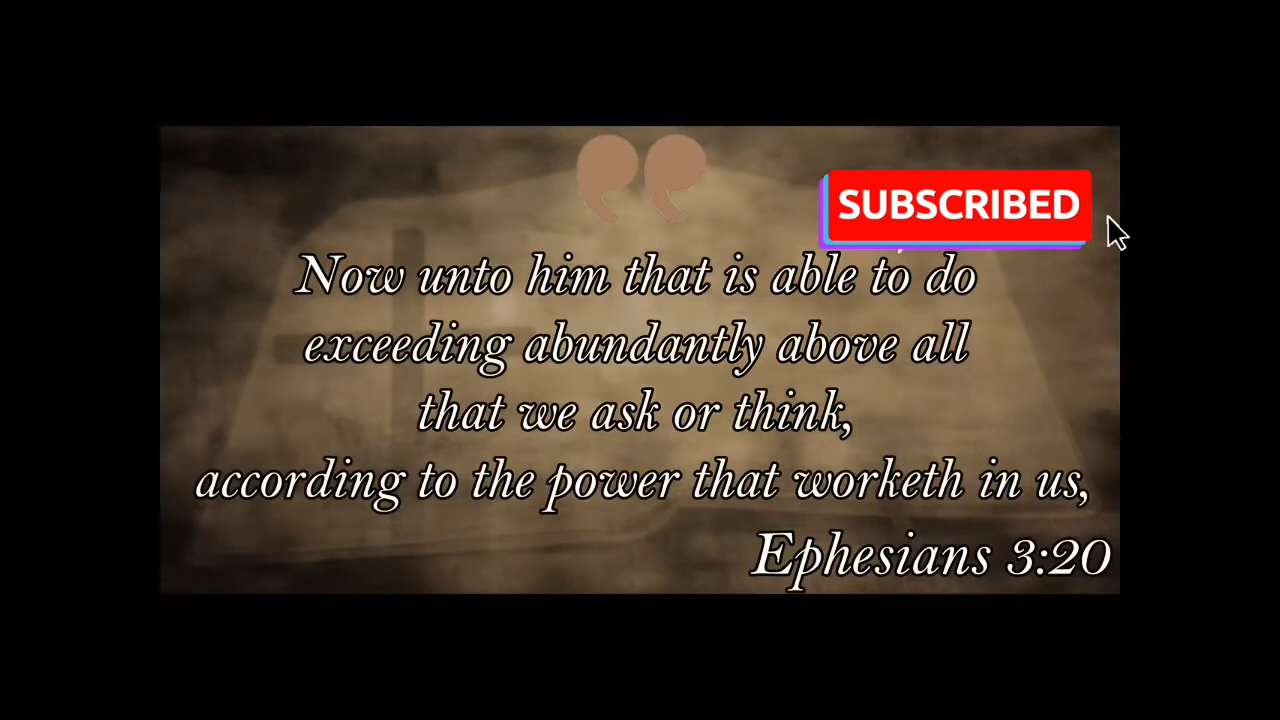 SUBSCRIBED
Now unto him that is able to do
exceeding abundantly above all
that we ask or think,
according to the power that worketh in us,
Ephesians 3:20